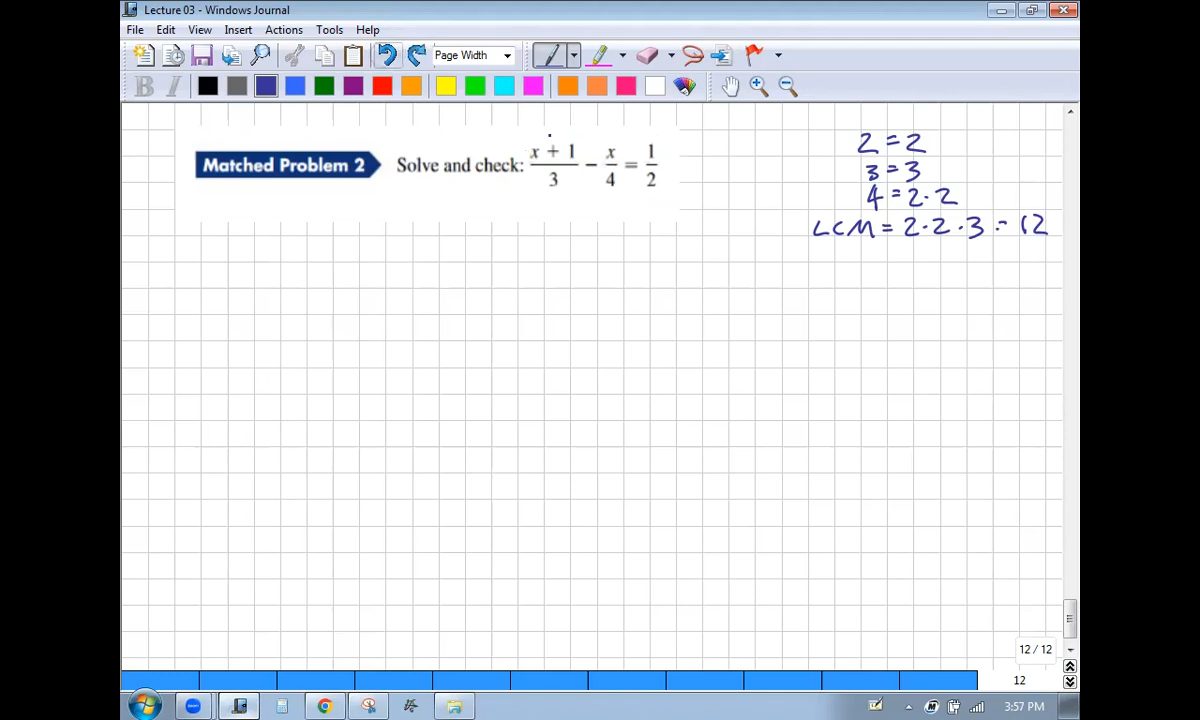 Lecture 03 - Windows Journal
File Edit View Insert Actions Tools Help
Page Width
B I
Matched Problem 2 Solve and check: (x + 1)/3 − x/4 = 1/2
2 = 2
3 = 3
4 = 2 · 2
LCM = 2 · 2 · 3 = 12
12 / 12
12
3:57 PM